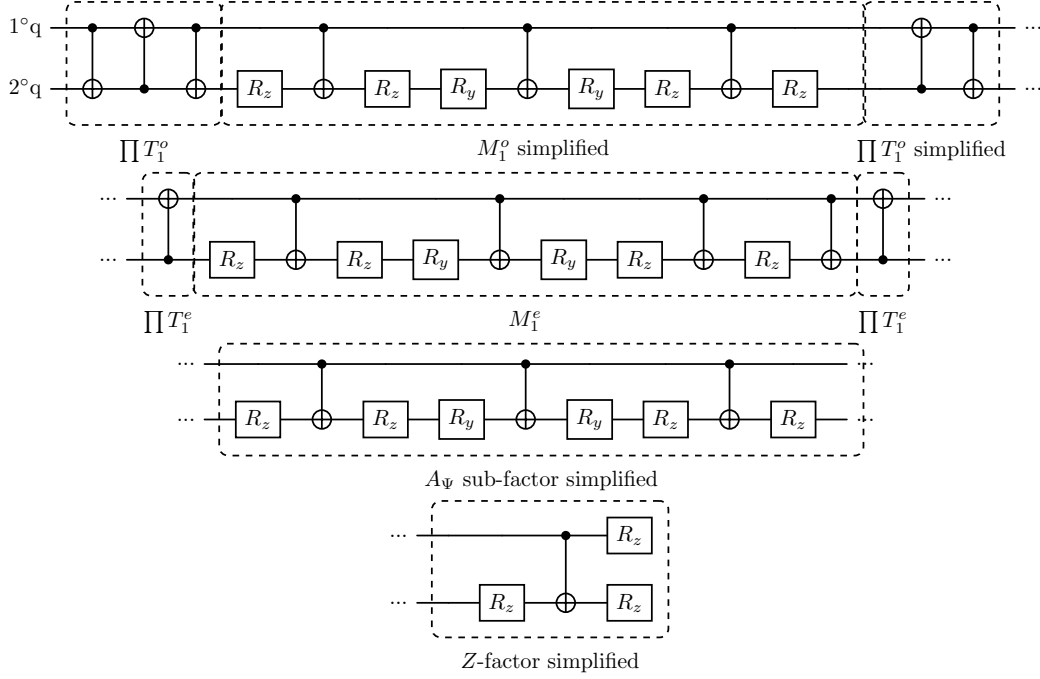 1°q ...
2°q R_z R_z R_y R_y R_z R_z ...
∏ T_1^o M_1^o simplified ∏ T_1^o simplified
... ...
... R_z R_z R_y R_y R_z R_z ...
∏ T_1^e M_1^e ∏ T_1^e
... ...
... R_z R_z R_y R_y R_z R_z ...
A_Ψ sub-factor simplified
... R_z
... R_z R_z
Z-factor simplified